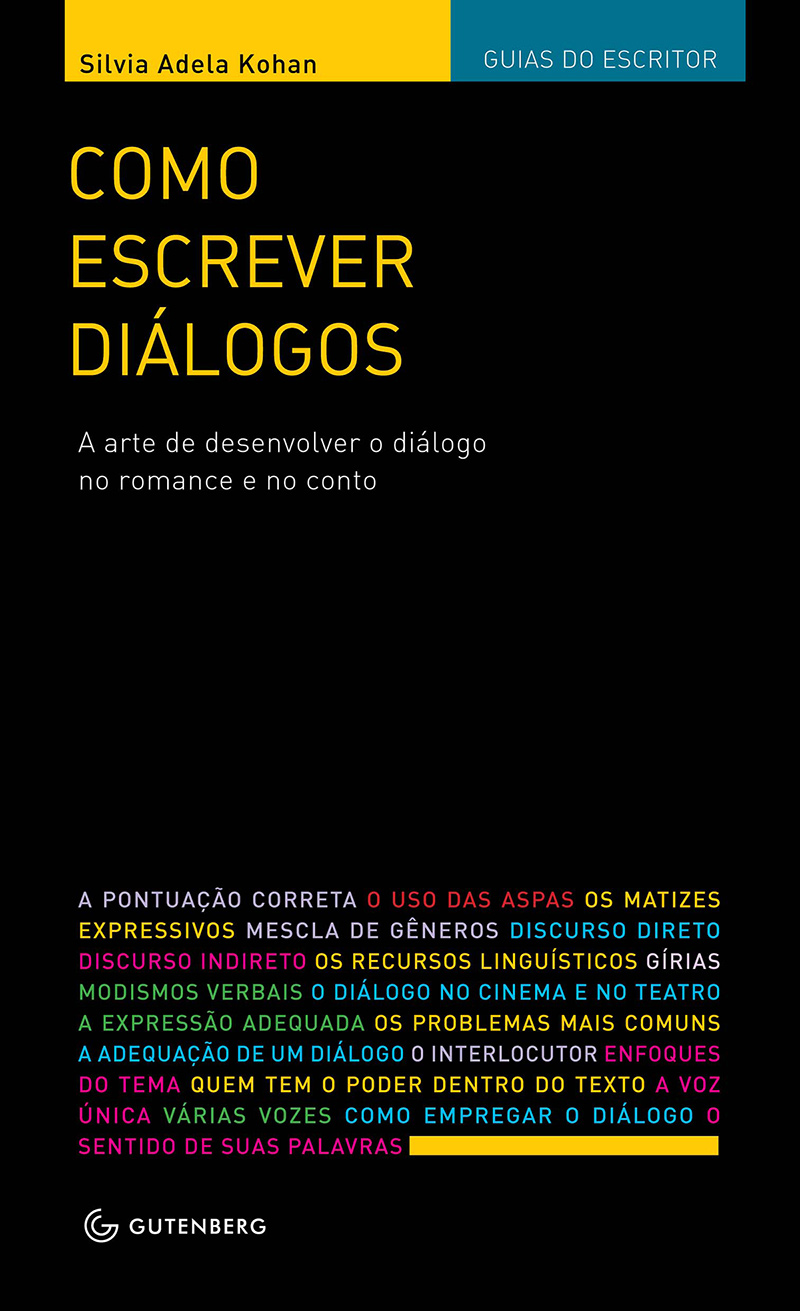 Silvia Adela Kohan
GUIAS DO ESCRITOR
COMO
ESCREVER
DIÁLOGOS
A arte de desenvolver o diálogo
no romance e no conto
A PONTUAÇÃO CORRETA O USO DAS ASPAS OS MATIZES
EXPRESSIVOS MESCLA DE GÊNEROS DISCURSO DIRETO
DISCURSO INDIRETO OS RECURSOS LINGUÍSTICOS GÍRIAS
MODISMOS VERBAIS O DIÁLOGO NO CINEMA E NO TEATRO
A EXPRESSÃO ADEQUADA OS PROBLEMAS MAIS COMUNS
A ADEQUAÇÃO DE UM DIÁLOGO O INTERLOCUTOR ENFOQUES
DO TEMA QUEM TEM O PODER DENTRO DO TEXTO A VOZ
ÚNICA VÁRIAS VOZES COMO EMPREGAR O DIÁLOGO O
SENTIDO DE SUAS PALAVRAS
GUTENBERG